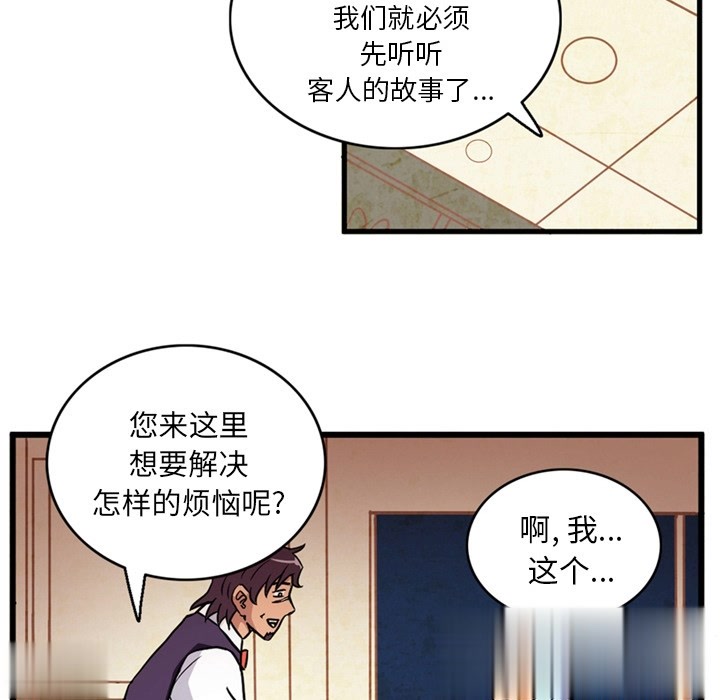 我们就必须
先听听
客人的故事了...
您来这里
想要解决
怎样的烦恼呢?
啊, 我...
这个...